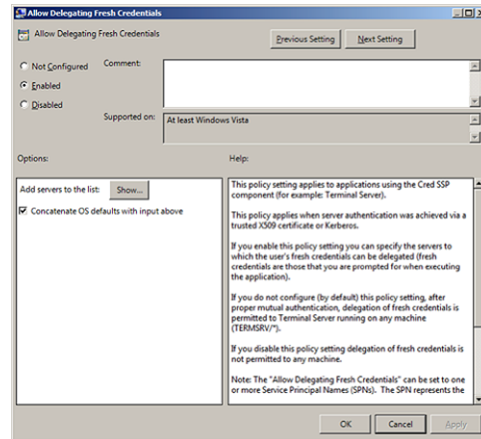 Allow Delegating Fresh Credentials
Allow Delegating Fresh Credentials
Previous Setting
Next Setting
Not Configured
Comment:
Enabled
Disabled
Supported on:
At least Windows Vista
Options:
Help:
Add servers to the list:
Show...
Concatenate OS defaults with input above
This policy setting applies to applications using the Cred SSP
component (for example: Terminal Server).
This policy applies when server authentication was achieved via a
trusted X509 certificate or Kerberos.
If you enable this policy setting you can specify the servers to
which the user's fresh credentials can be delegated (fresh
credentials are those that you are prompted for when executing
the application).
If you do not configure (by default) this policy setting, after
proper mutual authentication, delegation of fresh credentials is
permitted to Terminal Server running on any machine
(TERMSRV/*).
If you disable this policy setting delegation of fresh credentials is
not permitted to any machine.
Note: The "Allow Delegating Fresh Credentials" can be set to one
or more Service Principal Names (SPNs). The SPN represents the
OK
Cancel
Apply